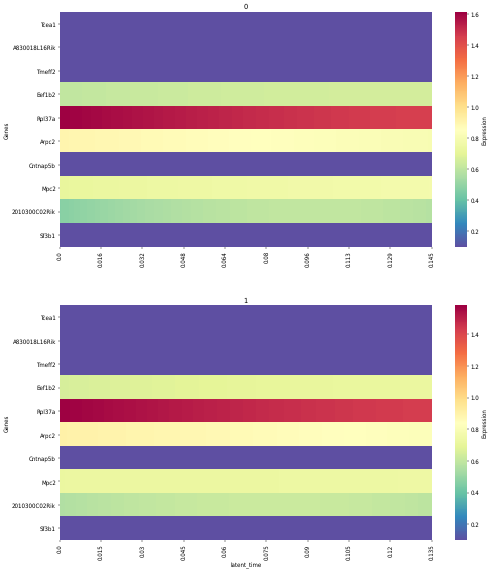 0
Tcea1
A830018L16Rik
Tmeff2
Eef1b2
Rpl37a
Arpc2
Cntnap5b
Mpc2
2010300C02Rik
Sf3b1
Genes
0.0 0.016 0.032 0.048 0.064 0.08 0.096 0.113 0.129 0.145
1.6
1.4
1.2
1.0
0.8
0.6
0.4
0.2
Expression
1
Tcea1
A830018L16Rik
Tmeff2
Eef1b2
Rpl37a
Arpc2
Cntnap5b
Mpc2
2010300C02Rik
Sf3b1
Genes
0.0 0.015 0.03 0.045 0.06 0.075 0.09 0.105 0.12 0.135
latent_time
1.4
1.2
1.0
0.8
0.6
0.4
0.2
Expression